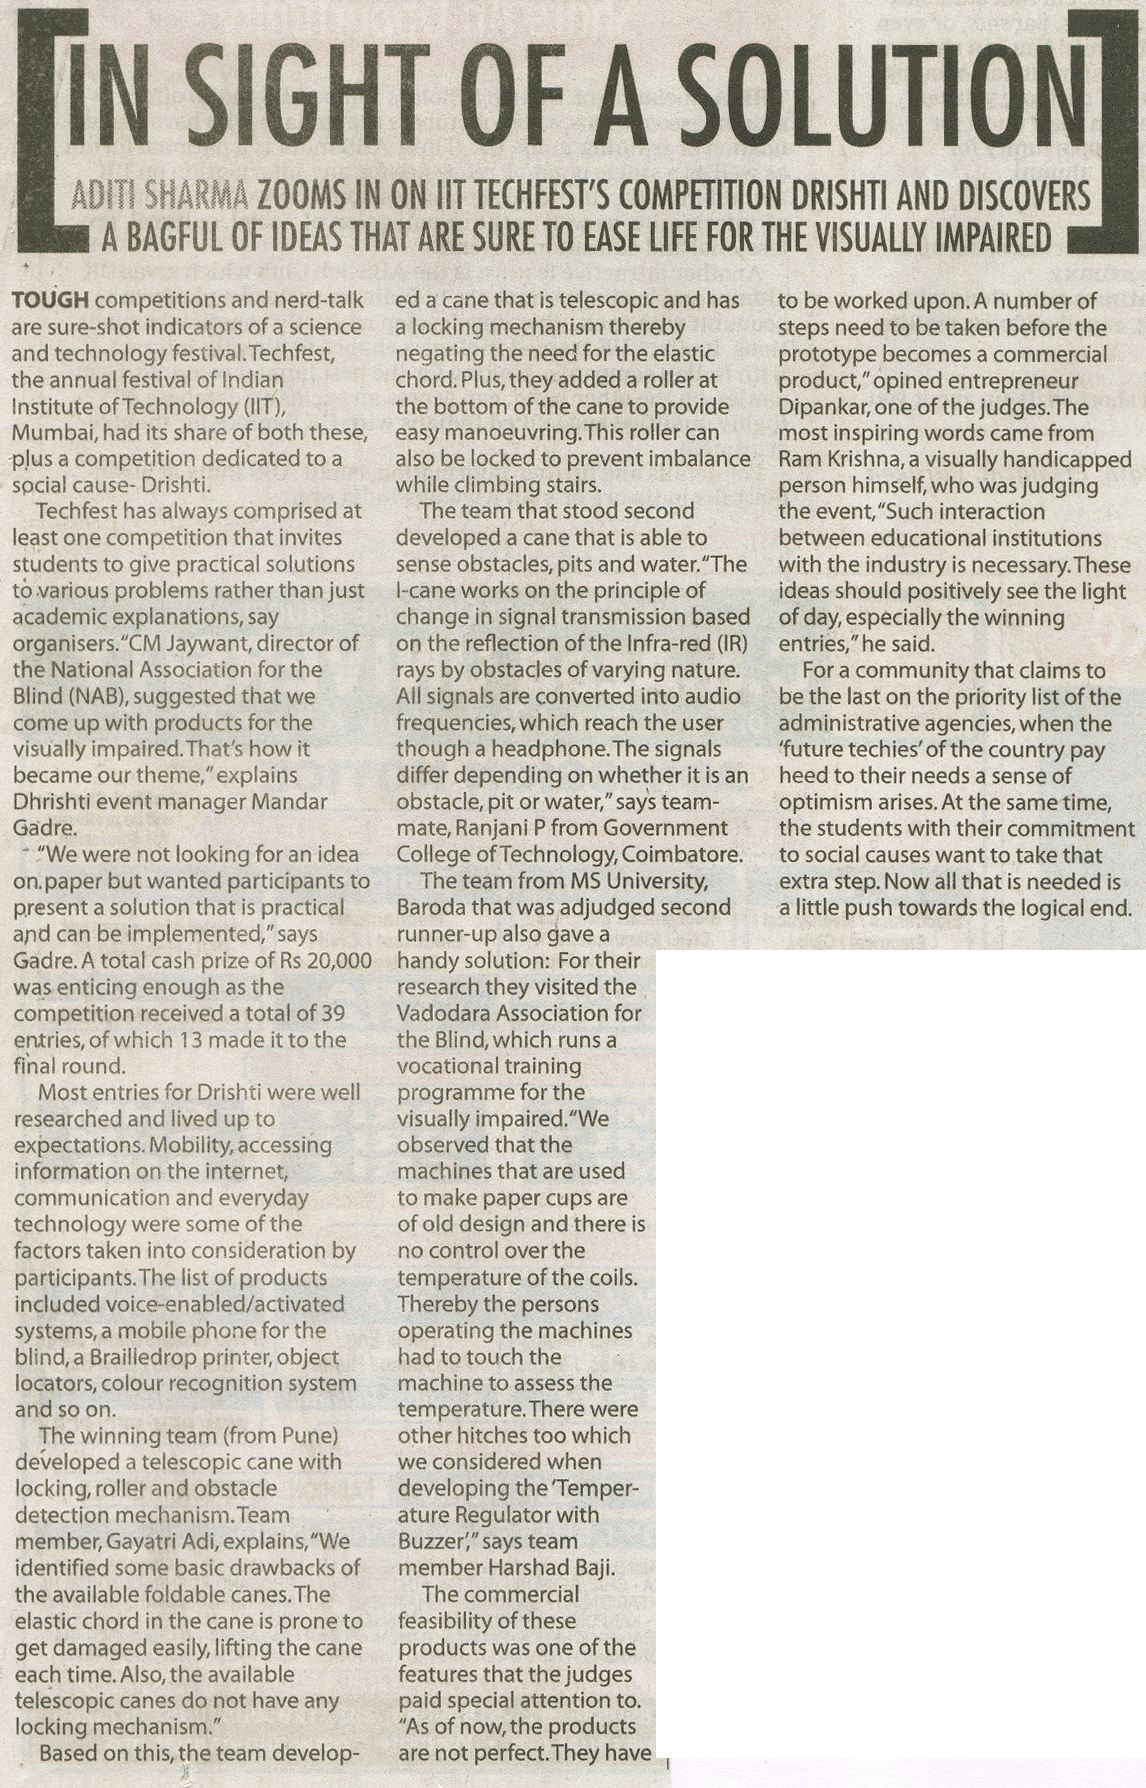 IN SIGHT OF A SOLUTION
ADITI SHARMA ZOOMS IN ON IIT TECHFEST'S COMPETITION DRISHTI AND DISCOVERS
A BAGFUL OF IDEAS THAT ARE SURE TO EASE LIFE FOR THE VISUALLY IMPAIRED
TOUGH competitions and nerd-talk
are sure-shot indicators of a science
and technology festival. Techfest,
the annual festival of Indian
Institute of Technology (IIT),
Mumbai, had its share of both these,
plus a competition dedicated to a
social cause- Drishti.
Techfest has always comprised at
least one competition that invites
students to give practical solutions
to various problems rather than just
academic explanations, say
organisers. "CM Jaywant, director of
the National Association for the
Blind (NAB), suggested that we
come up with products for the
visually impaired. That's how it
became our theme," explains
Dhrishti event manager Mandar
Gadre.
"We were not looking for an idea
on paper but wanted participants to
present a solution that is practical
and can be implemented," says
Gadre. A total cash prize of Rs 20,000
was enticing enough as the
competition received a total of 39
entries, of which 13 made it to the
final round.
Most entries for Drishti were well
researched and lived up to
expectations. Mobility, accessing
information on the internet,
communication and everyday
technology were some of the
factors taken into consideration by
participants. The list of products
included voice-enabled/activated
systems, a mobile phone for the
blind, a Brailledrop printer, object
locators, colour recognition system
and so on.
The winning team (from Pune)
developed a telescopic cane with
locking, roller and obstacle
detection mechanism. Team
member, Gayatri Adi, explains, "We
identified some basic drawbacks of
the available foldable canes. The
elastic chord in the cane is prone to
get damaged easily, lifting the cane
each time. Also, the available
telescopic canes do not have any
locking mechanism."
Based on this, the team develop-
ed a cane that is telescopic and has
a locking mechanism thereby
negating the need for the elastic
chord. Plus, they added a roller at
the bottom of the cane to provide
easy manoeuvring. This roller can
also be locked to prevent imbalance
while climbing stairs.
The team that stood second
developed a cane that is able to
sense obstacles, pits and water. "The
I-cane works on the principle of
change in signal transmission based
on the reflection of the Infra-red (IR)
rays by obstacles of varying nature.
All signals are converted into audio
frequencies, which reach the user
though a headphone. The signals
differ depending on whether it is an
obstacle, pit or water," says team-
mate, Ranjani P from Government
College of Technology, Coimbatore.
The team from MS University,
Baroda that was adjudged second
runner-up also gave a
handy solution: For their
research they visited the
Vadodara Association for
the Blind, which runs a
vocational training
programme for the
visually impaired. "We
observed that the
machines that are used
to make paper cups are
of old design and there is
no control over the
temperature of the coils.
Thereby the persons
operating the machines
had to touch the
machine to assess the
temperature. There were
other hitches too which
we considered when
developing the 'Temper-
ature Regulator with
Buzzer'," says team
member Harshad Baji.
The commercial
feasibility of these
products was one of the
features that the judges
paid special attention to.
"As of now, the products
are not perfect. They have
to be worked upon. A number of
steps need to be taken before the
prototype becomes a commercial
product," opined entrepreneur
Dipankar, one of the judges. The
most inspiring words came from
Ram Krishna, a visually handicapped
person himself, who was judging
the event, "Such interaction
between educational institutions
with the industry is necessary. These
ideas should positively see the light
of day, especially the winning
entries," he said.
For a community that claims to
be the last on the priority list of the
administrative agencies, when the
'future techies' of the country pay
heed to their needs a sense of
optimism arises. At the same time,
the students with their commitment
to social causes want to take that
extra step. Now all that is needed is
a little push towards the logical end.